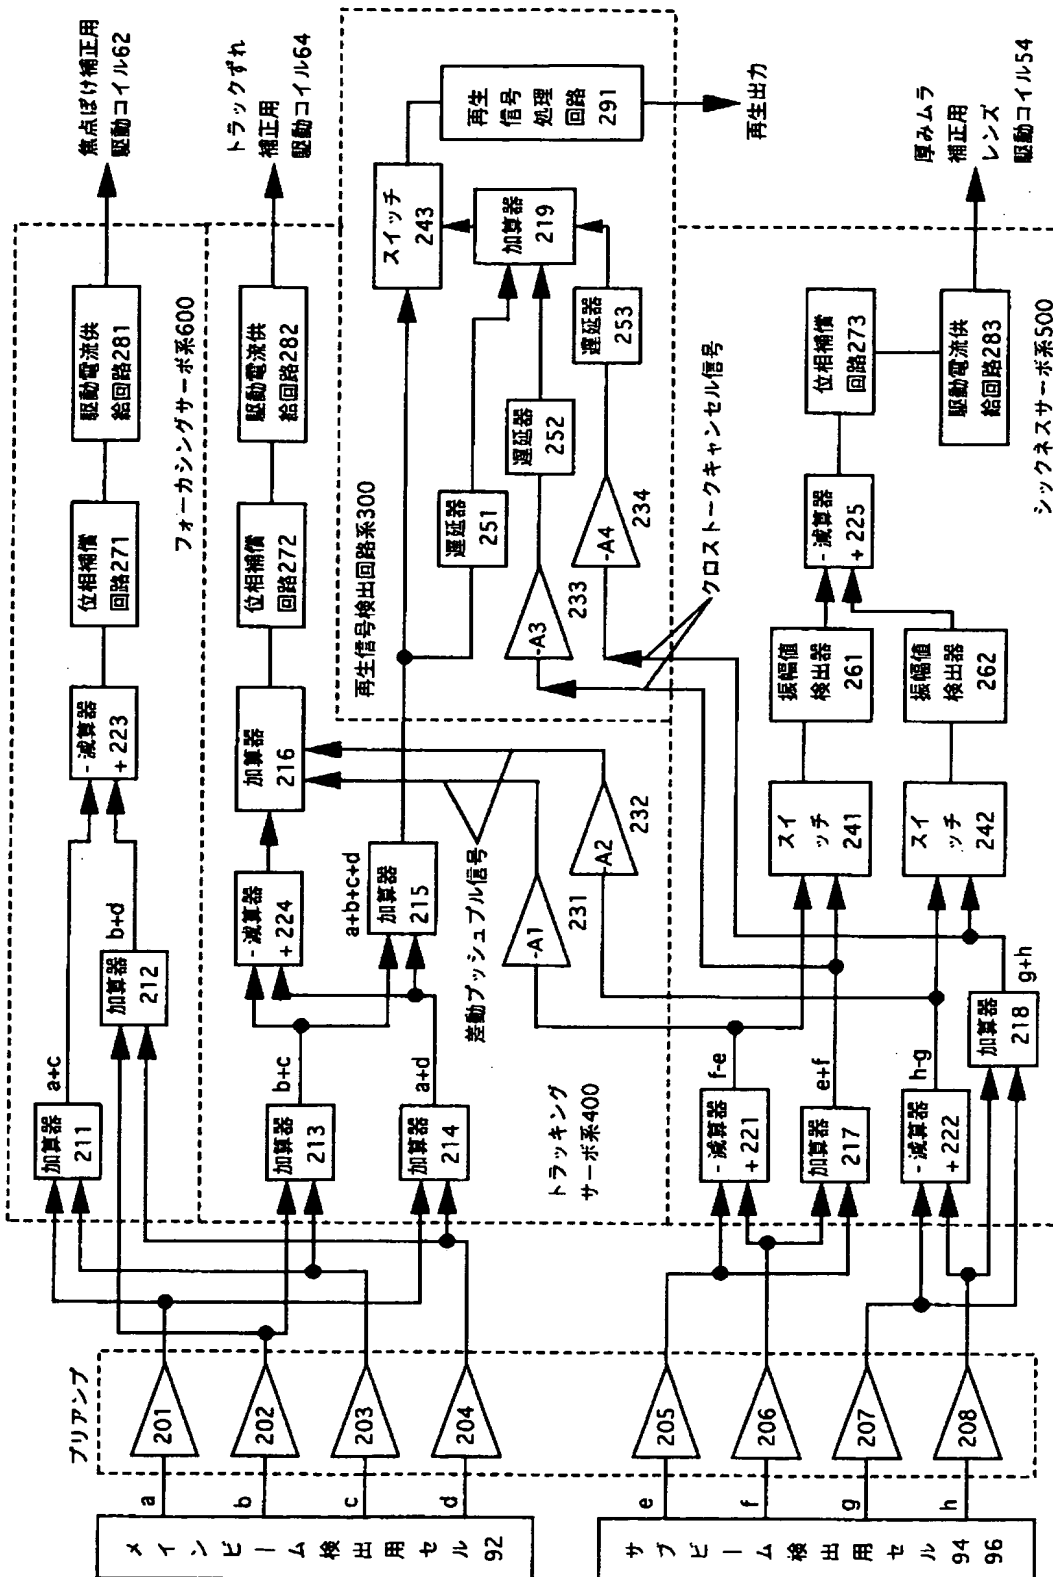 メインビーム検出用セル92
サブビーム検出用セル94
96
a
b
c
d
e
f
g
h
プリアンプ
201
202
203
204
205
206
207
208
フォーカシングサーボ系600
加算器
211
a+c
加算器
212
b+d
-減算器
+223
位相補償
回路271
駆動電流供
給回路281
焦点ぼけ補正用
駆動コイル62
トラッキング
サーボ系400
加算器
213
b+c
加算器
214
a+d
-減算器
+224
加算器
215
a+b+c+d
加算器
216
差動プッシュプル信号
-A1
231
-A2
232
位相補償
回路272
駆動電流供
給回路282
トラックずれ
補正用
駆動コイル64
再生信号検出回路系300
遅延器
251
-A3
233
遅延器
252
-A4
234
遅延器
253
クロストークキャンセル信号
加算器
219
スイッチ
243
再生
信号
処理
回路
291
再生出力
シックネスサーボ系500
-減算器
+221
f-e
加算器
217
e+f
-減算器
+222
h-g
加算器
218
g+h
スイ
ッチ
241
スイ
ッチ
242
振幅値
検出器
261
振幅値
検出器
262
-減算器
+225
位相補償
回路273
駆動電流供
給回路283
厚みムラ
補正用
レンズ
駆動コイル54